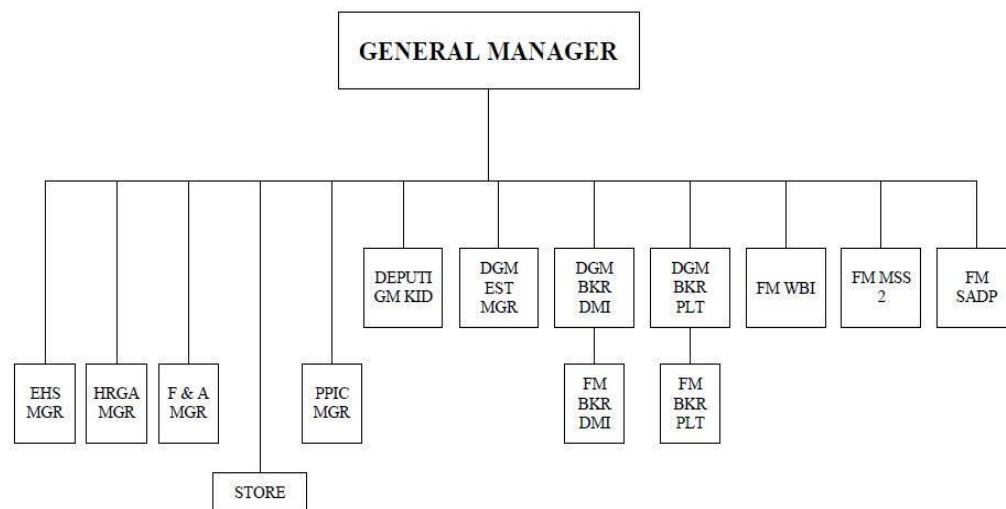 GENERAL MANAGER
DEPUTI
GM KID
DGM
EST
MGR
DGM
BKR
DMI
DGM
BKR
PLT
FM WBI
FM MSS
2
FM
SADP
EHS
MGR
HRGA
MGR
F & A
MGR
PPIC
MGR
FM
BKR
DMI
FM
BKR
PLT
STORE